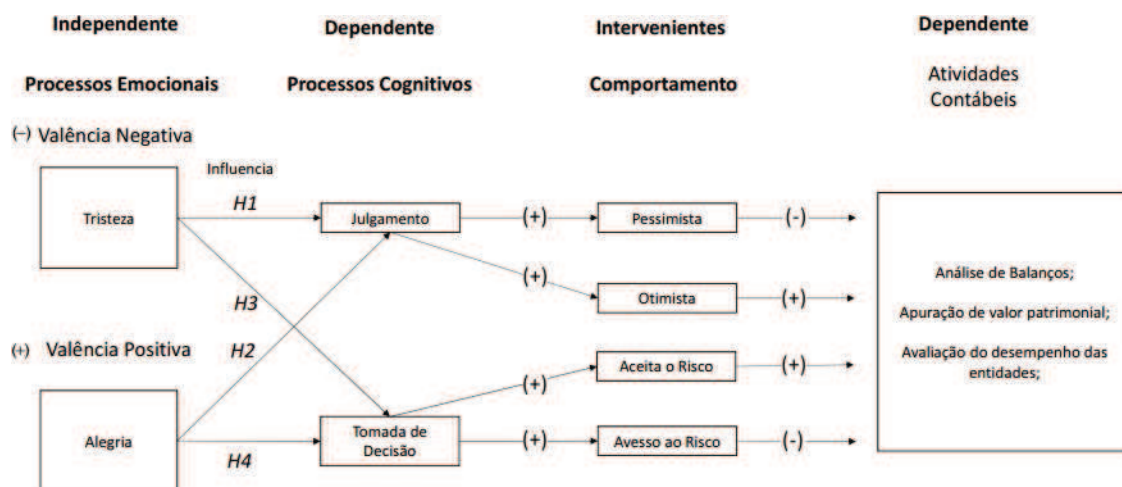 Independente
Dependente
Intervenientes
Dependente
Processos Emocionais
Processos Cognitivos
Comportamento
Atividades
Contábeis
(−) Valência Negativa
Influencia
H1
Tristeza
Julgamento
(+)
Pessimista
(-)
(+)
Otimista
(+)
H3
H2
(+) Valência Positiva
Aceita o Risco
(+)
(+)
Alegria
H4
Tomada de
Decisão
(+)
Avesso ao Risco
(-)
Análise de Balanços;
Apuração de valor patrimonial;
Avaliação do desempenho das
entidades;